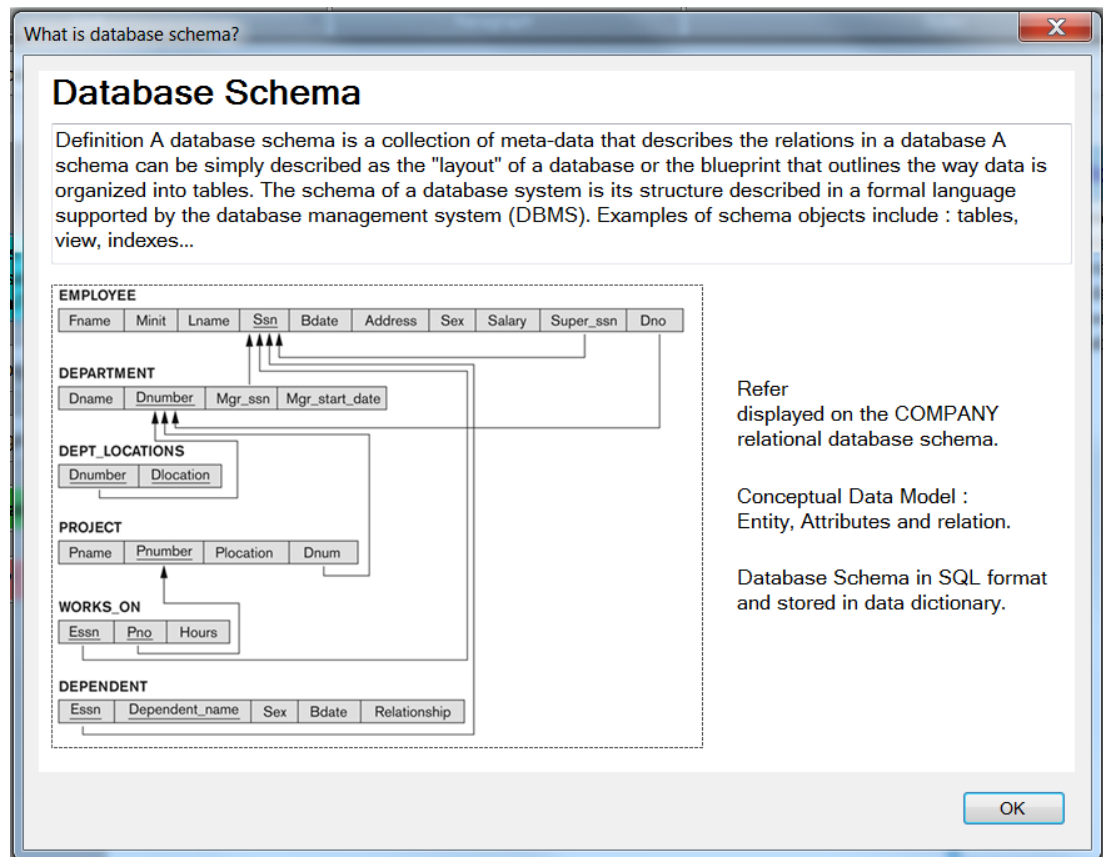 What is database schema?
Database Schema
Definition A database schema is a collection of meta-data that describes the relations in a database A
schema can be simply described as the "layout" of a database or the blueprint that outlines the way data is
organized into tables. The schema of a database system is its structure described in a formal language
supported by the database management system (DBMS). Examples of schema objects include : tables,
view, indexes...
EMPLOYEE
Fname Minit Lname Ssn Bdate Address Sex Salary Super_ssn Dno
DEPARTMENT
Dname Dnumber Mgr_ssn Mgr_start_date
DEPT_LOCATIONS
Dnumber Dlocation
PROJECT
Pname Pnumber Plocation Dnum
WORKS_ON
Essn Pno Hours
DEPENDENT
Essn Dependent_name Sex Bdate Relationship
Refer
displayed on the COMPANY
relational database schema.
Conceptual Data Model :
Entity, Attributes and relation.
Database Schema in SQL format
and stored in data dictionary.
OK